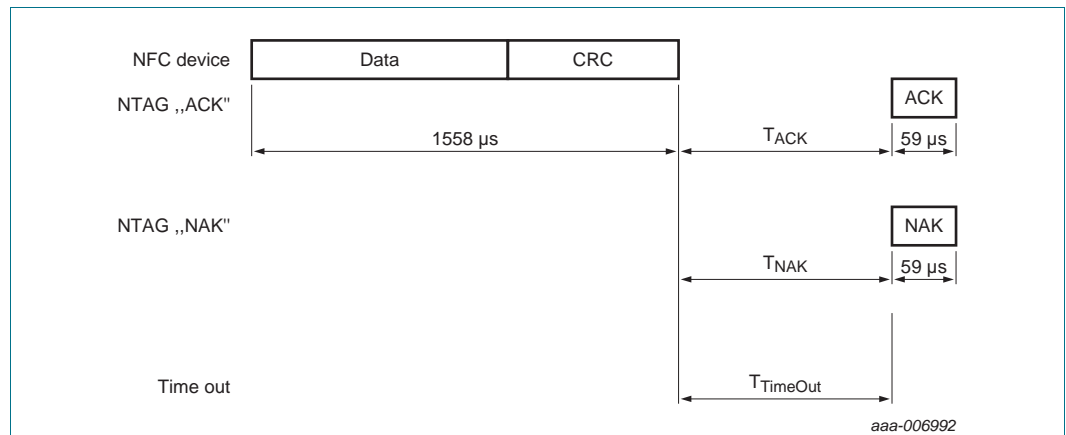 NFC device Data CRC
NTAG ,,ACK" ACK
1558 µs TACK 59 µs
NTAG ,,NAK" NAK
TNAK 59 µs
Time out TTimeOut
aaa-006992